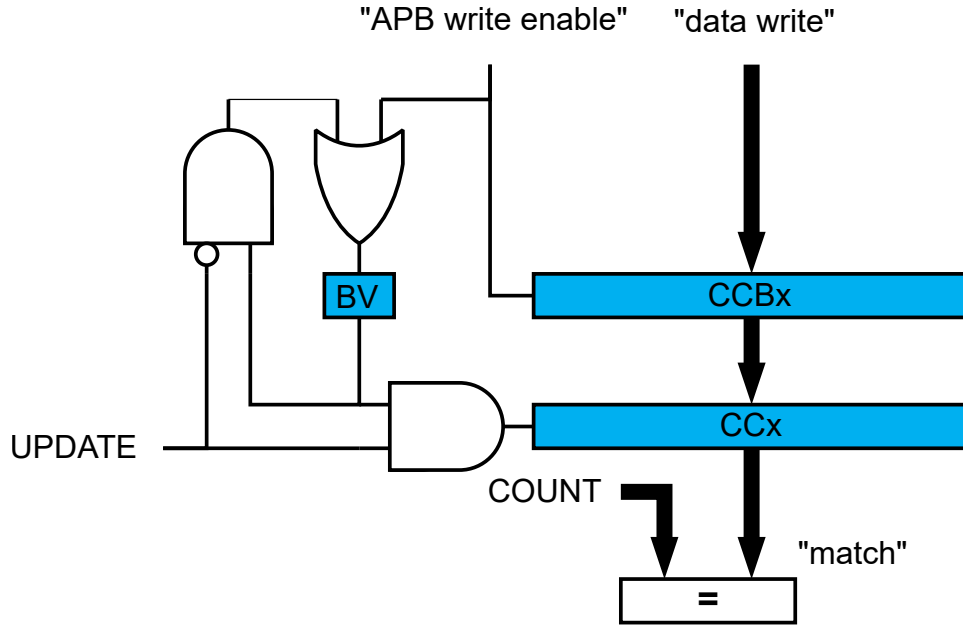 "APB write enable"
"data write"
BV
CCBx
CCx
UPDATE
COUNT
"match"
=